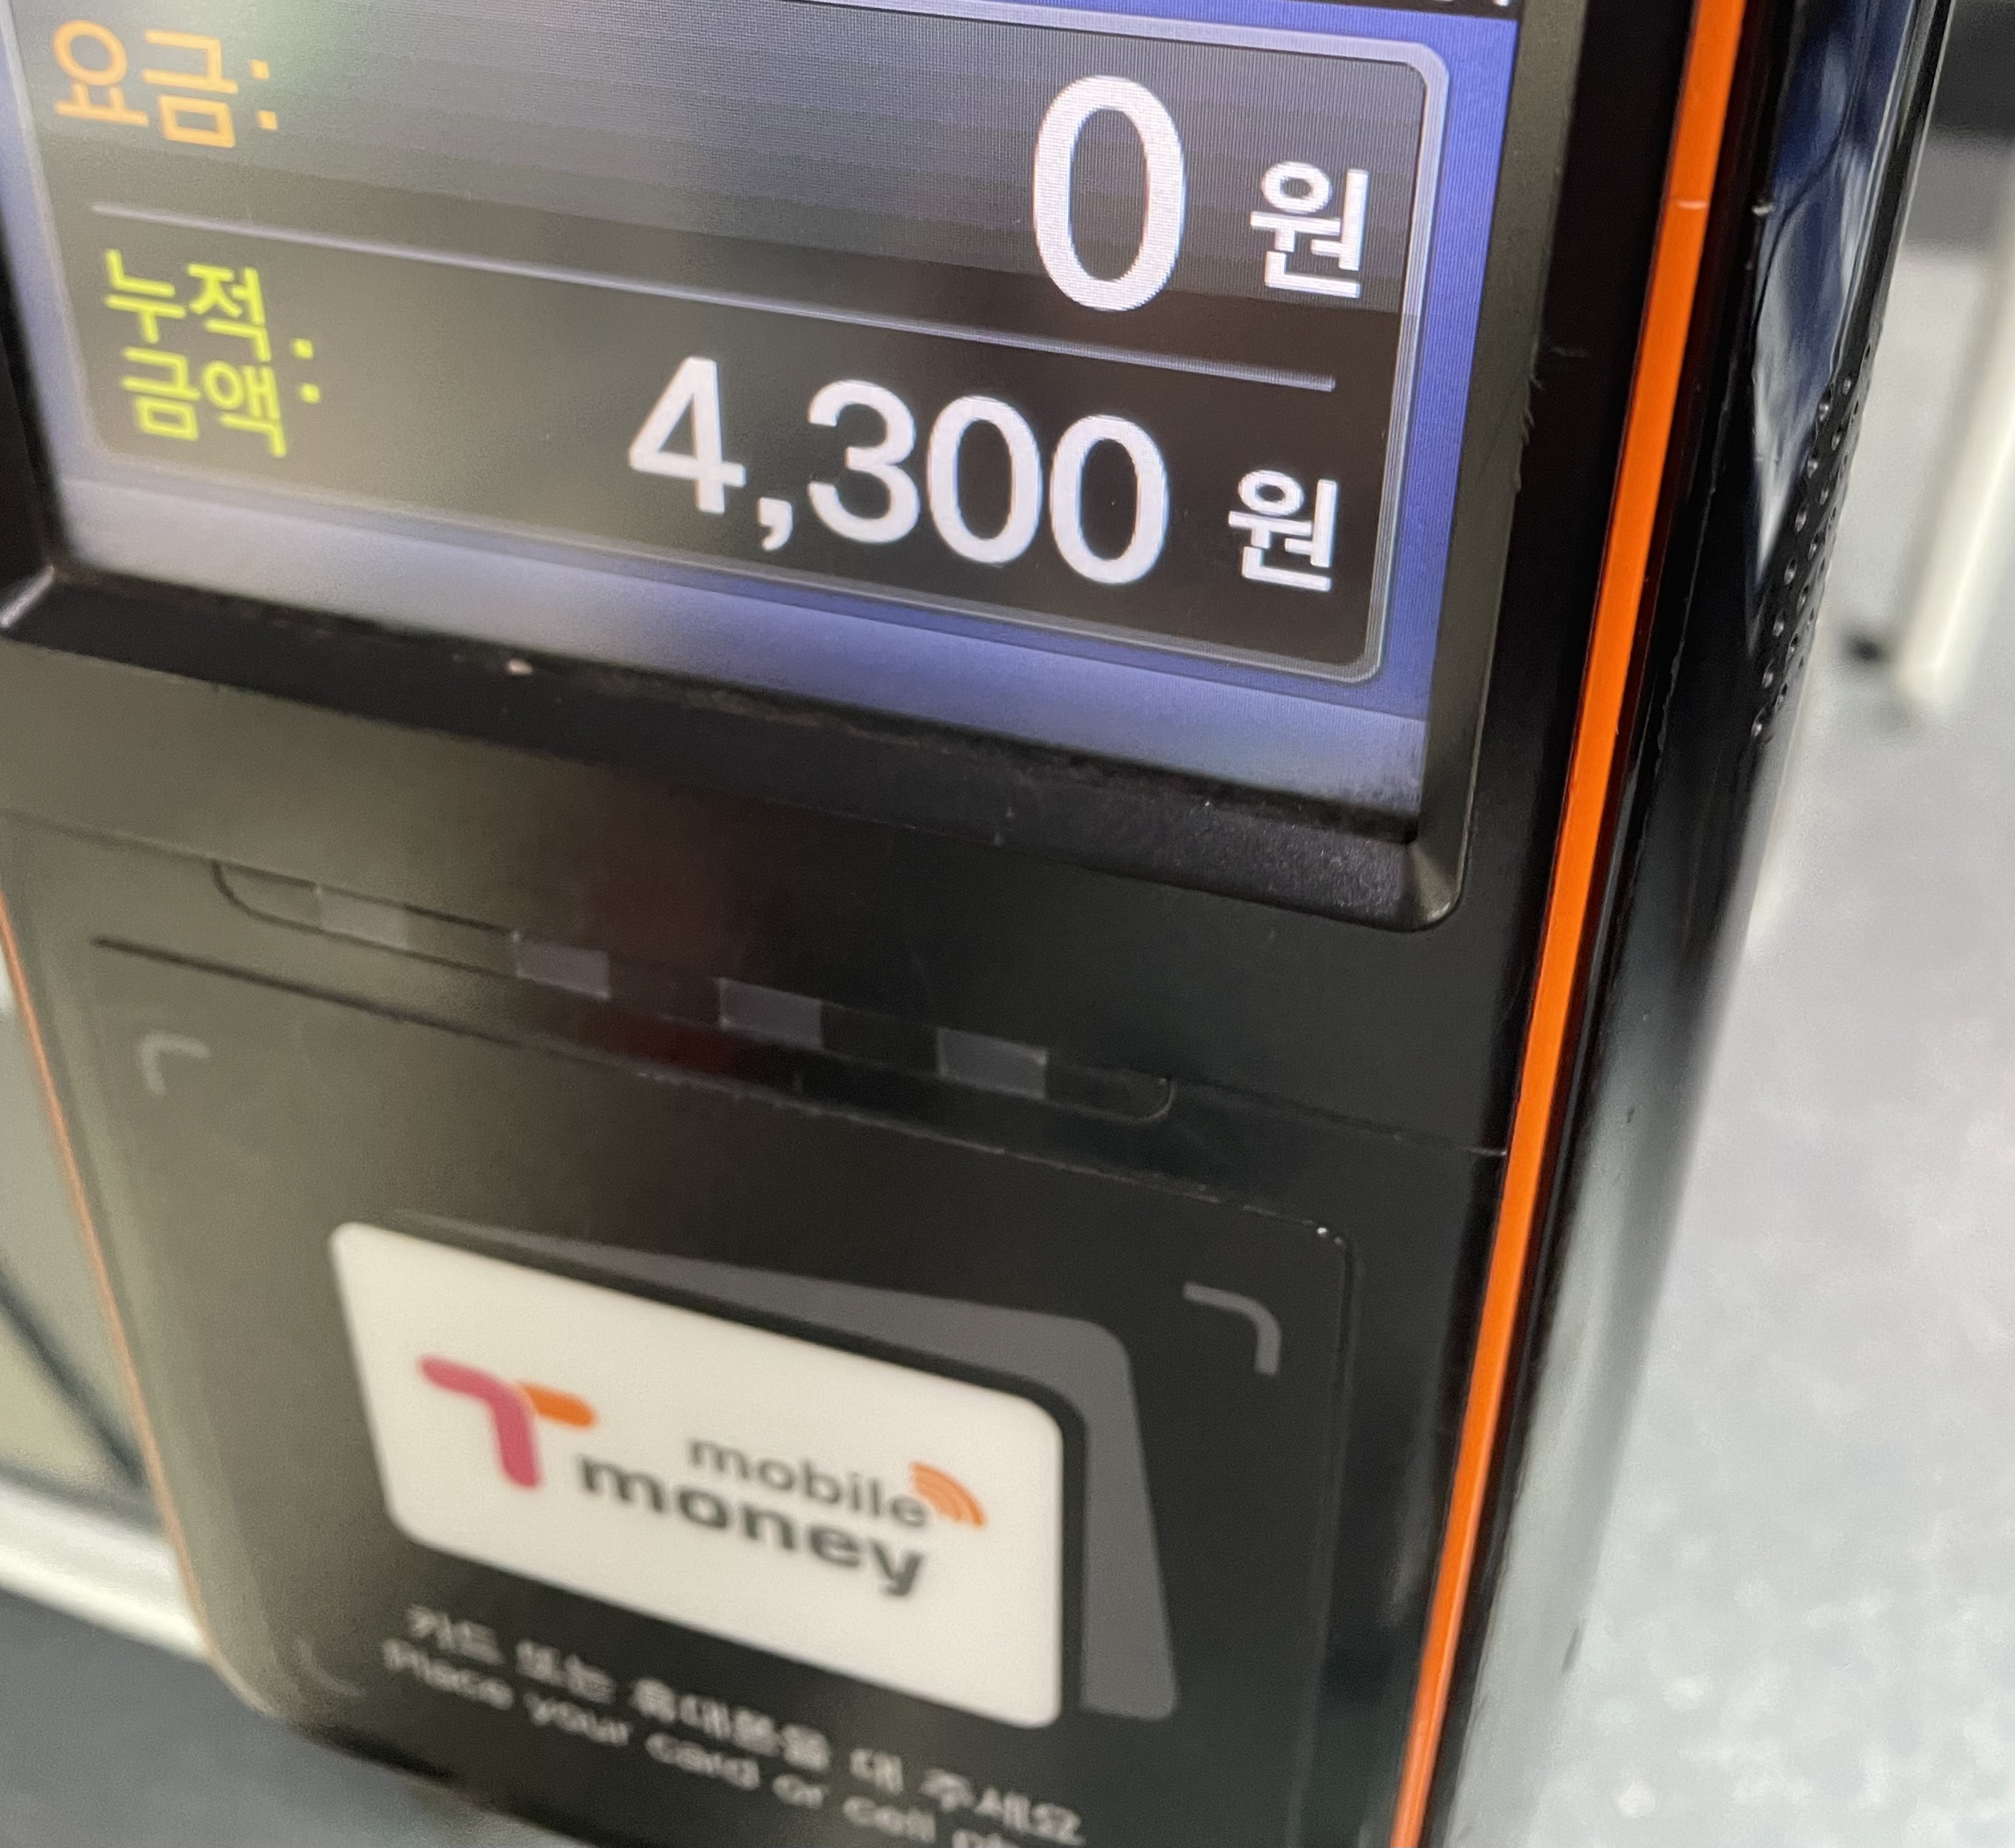 요금: 0 원
누적
금액: 4,300 원
mobile
T money
카드 또는 휴대폰을 대 주세요
Place your card or cell